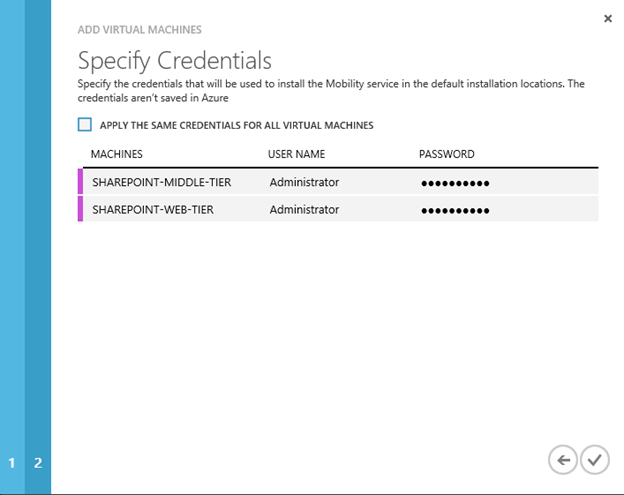 ADD VIRTUAL MACHINES
Specify Credentials
Specify the credentials that will be used to install the Mobility service in the default installation locations. The
credentials aren't saved in Azure
APPLY THE SAME CREDENTIALS FOR ALL VIRTUAL MACHINES
MACHINES USER NAME PASSWORD
SHAREPOINT-MIDDLE-TIER Administrator ●●●●●●●●●●
SHAREPOINT-WEB-TIER Administrator ●●●●●●●●●●
1 2